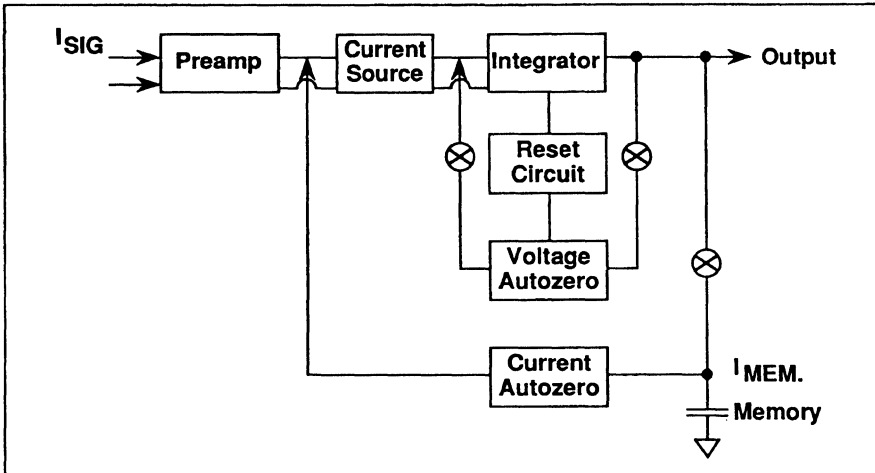 ISIG
Preamp
Current
Source
Integrator
Output
Reset
Circuit
Voltage
Autozero
Current
Autozero
IMEM.
Memory